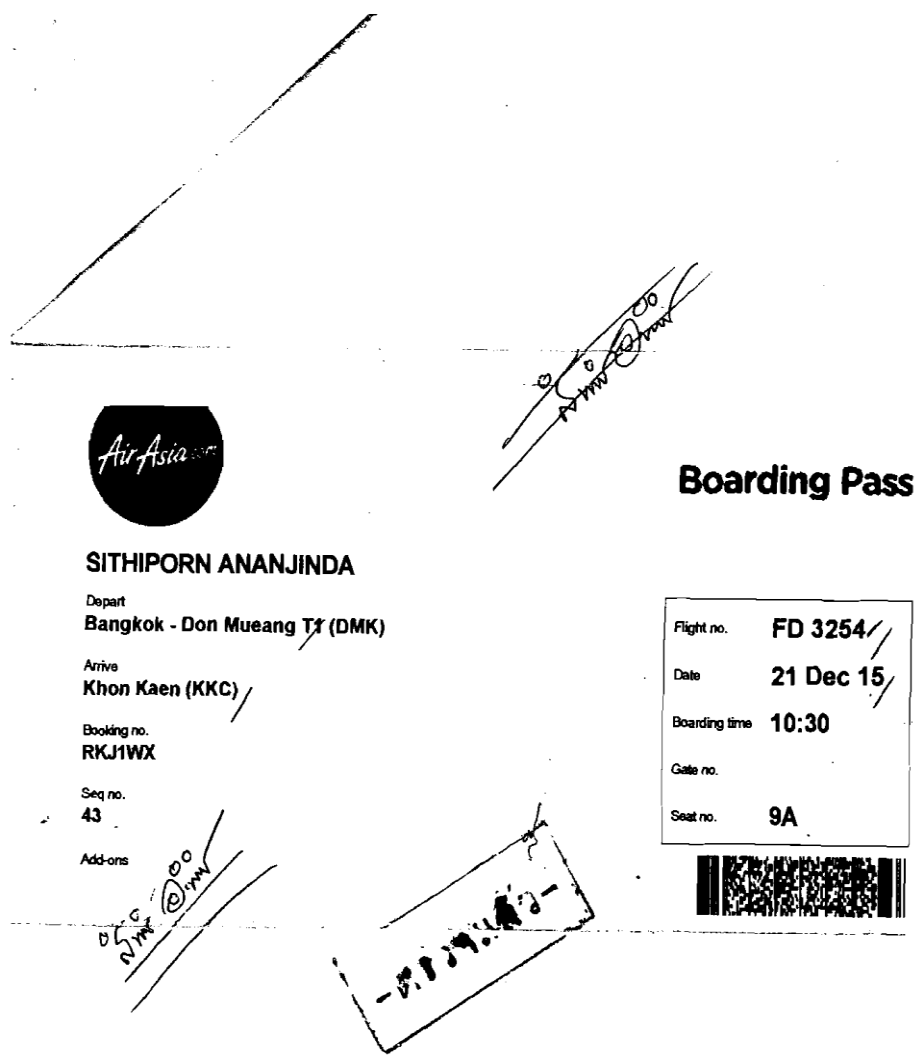 AirAsia.com
Boarding Pass
SITHIPORN ANANJINDA
Depart
Bangkok - Don Mueang T1 (DMK)
Arrive
Khon Kaen (KKC)
Booking no.
RKJ1WX
Seq no.
43
Add-ons
Flight no. FD 3254
Date 21 Dec 15
Boarding time 10:30
Gate no.
Seat no. 9A